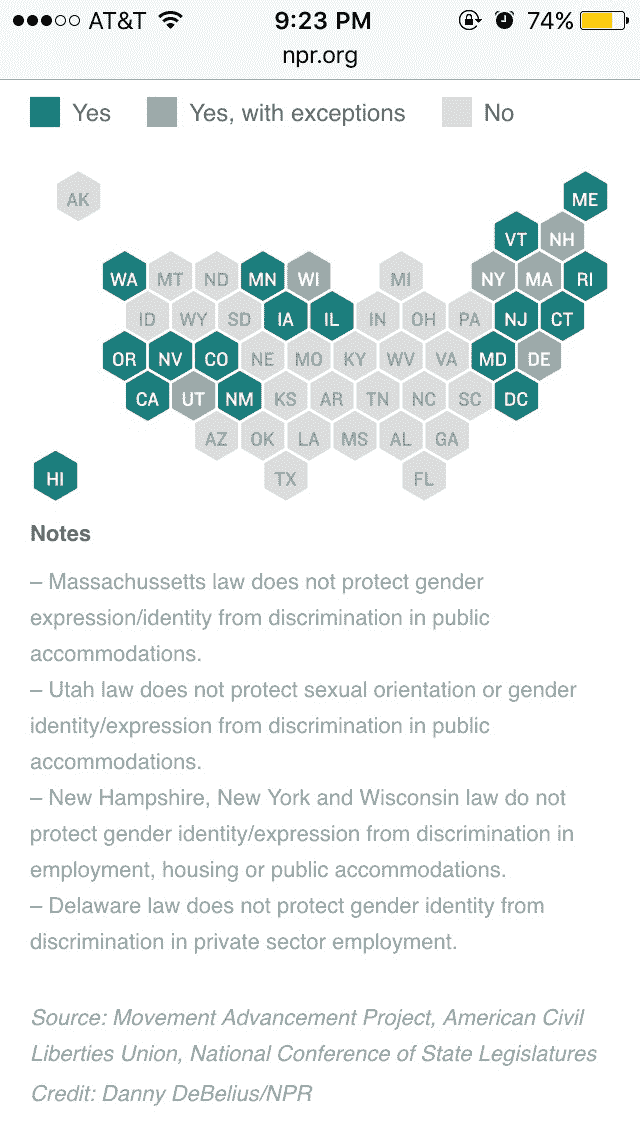 AT&T 9:23 PM 74%
npr.org
Yes Yes, with exceptions No
AK ME
VT NH
WA MT ND MN WI MI NY MA RI
ID WY SD IA IL IN OH PA NJ CT
OR NV CO NE MO KY WV VA MD DE
CA UT NM KS AR TN NC SC DC
AZ OK LA MS AL GA
HI TX FL
Notes
– Massachussetts law does not protect gender
expression/identity from discrimination in public
accommodations.
– Utah law does not protect sexual orientation or gender
identity/expression from discrimination in public
accommodations.
– New Hampshire, New York and Wisconsin law do not
protect gender identity/expression from discrimination in
employment, housing or public accommodations.
– Delaware law does not protect gender identity from
discrimination in private sector employment.
Source: Movement Advancement Project, American Civil
Liberties Union, National Conference of State Legislatures
Credit: Danny DeBelius/NPR